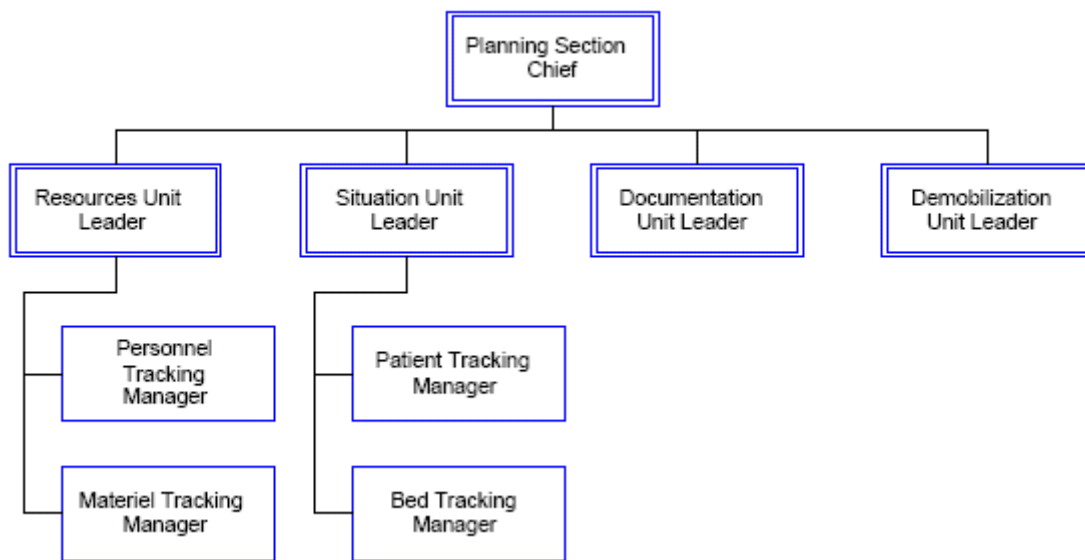 Planning Section
Chief
Resources Unit
Leader
Situation Unit
Leader
Documentation
Unit Leader
Demobilization
Unit Leader
Personnel
Tracking
Manager
Patient Tracking
Manager
Materiel Tracking
Manager
Bed Tracking
Manager